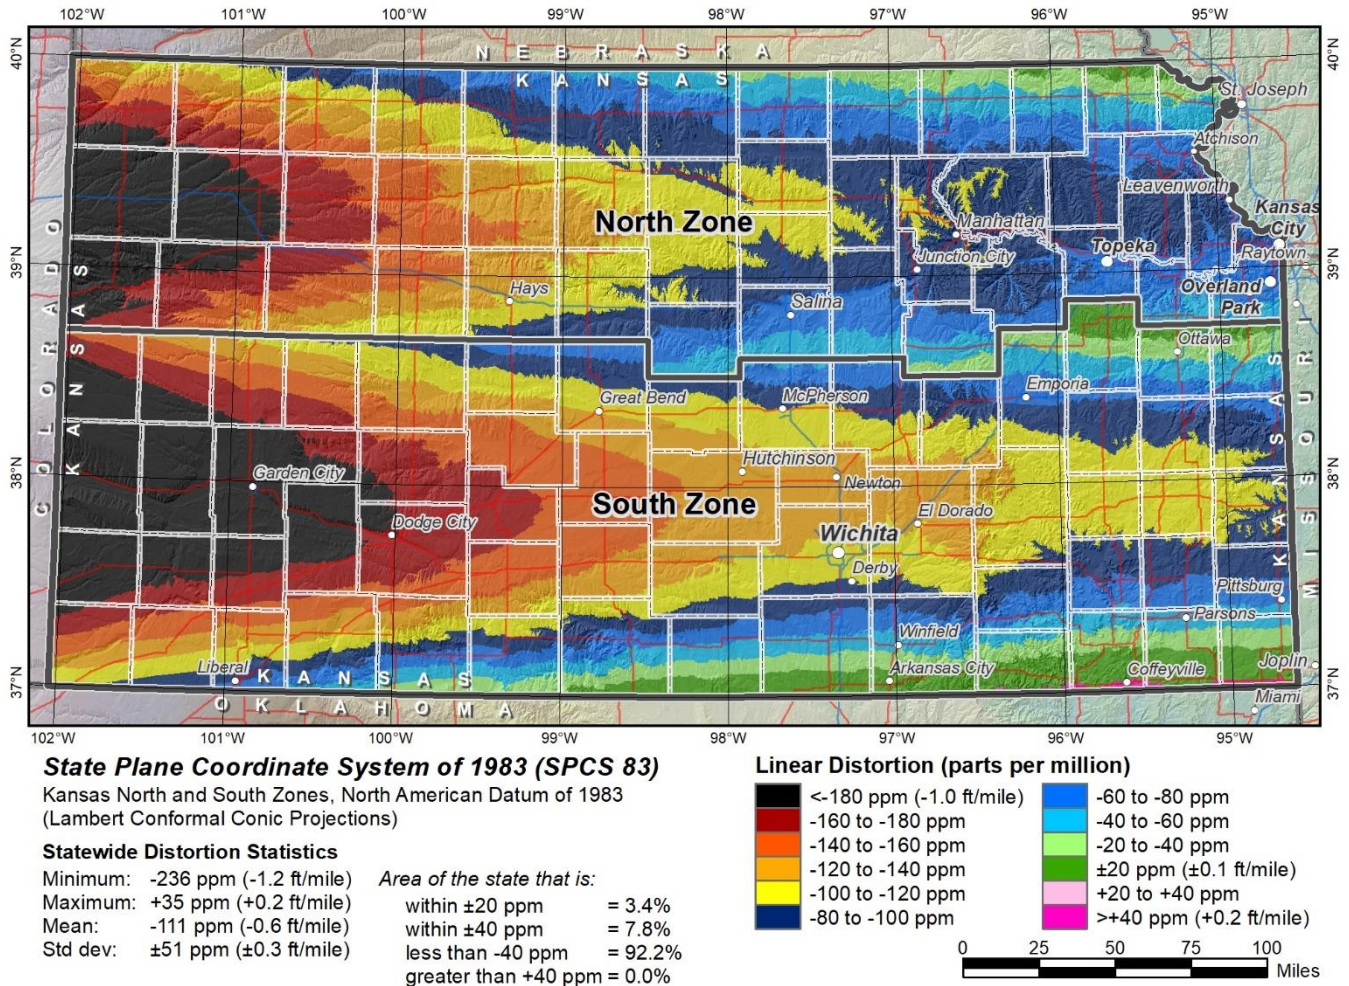 102°W 101°W 100°W 99°W 98°W 97°W 96°W 95°W
40°N
40°N
NEBRASKA
KANSAS
St. Joseph
Atchison
Leavenworth
Kansas City
North Zone
Manhattan
Topeka
Raytown
39°N
39°N
COLORADO
KANSAS
Junction City
Overland Park
Hays
Salina
Ottawa
MISSOURI
KANSAS
Emporia
Great Bend
McPherson
38°N
38°N
Garden City
Hutchinson
Newton
South Zone
El Dorado
Dodge City
Wichita
Derby
Pittsburg
Parsons
Winfield
Liberal
Arkansas City
Coffeyville
Joplin
37°N
37°N
KANSAS
OKLAHOMA
Miami
102°W 101°W 100°W 99°W 98°W 97°W 96°W 95°W
State Plane Coordinate System of 1983 (SPCS 83)
Kansas North and South Zones, North American Datum of 1983
(Lambert Conformal Conic Projections)
Statewide Distortion Statistics
Minimum: -236 ppm (-1.2 ft/mile)
Maximum: +35 ppm (+0.2 ft/mile)
Mean: -111 ppm (-0.6 ft/mile)
Std dev: ±51 ppm (±0.3 ft/mile)
Area of the state that is:
within ±20 ppm = 3.4%
within ±40 ppm = 7.8%
less than -40 ppm = 92.2%
greater than +40 ppm = 0.0%
Linear Distortion (parts per million)
<-180 ppm (-1.0 ft/mile)
-160 to -180 ppm
-140 to -160 ppm
-120 to -140 ppm
-100 to -120 ppm
-80 to -100 ppm
-60 to -80 ppm
-40 to -60 ppm
-20 to -40 ppm
±20 ppm (±0.1 ft/mile)
+20 to +40 ppm
>+40 ppm (+0.2 ft/mile)
0 25 50 75 100
Miles